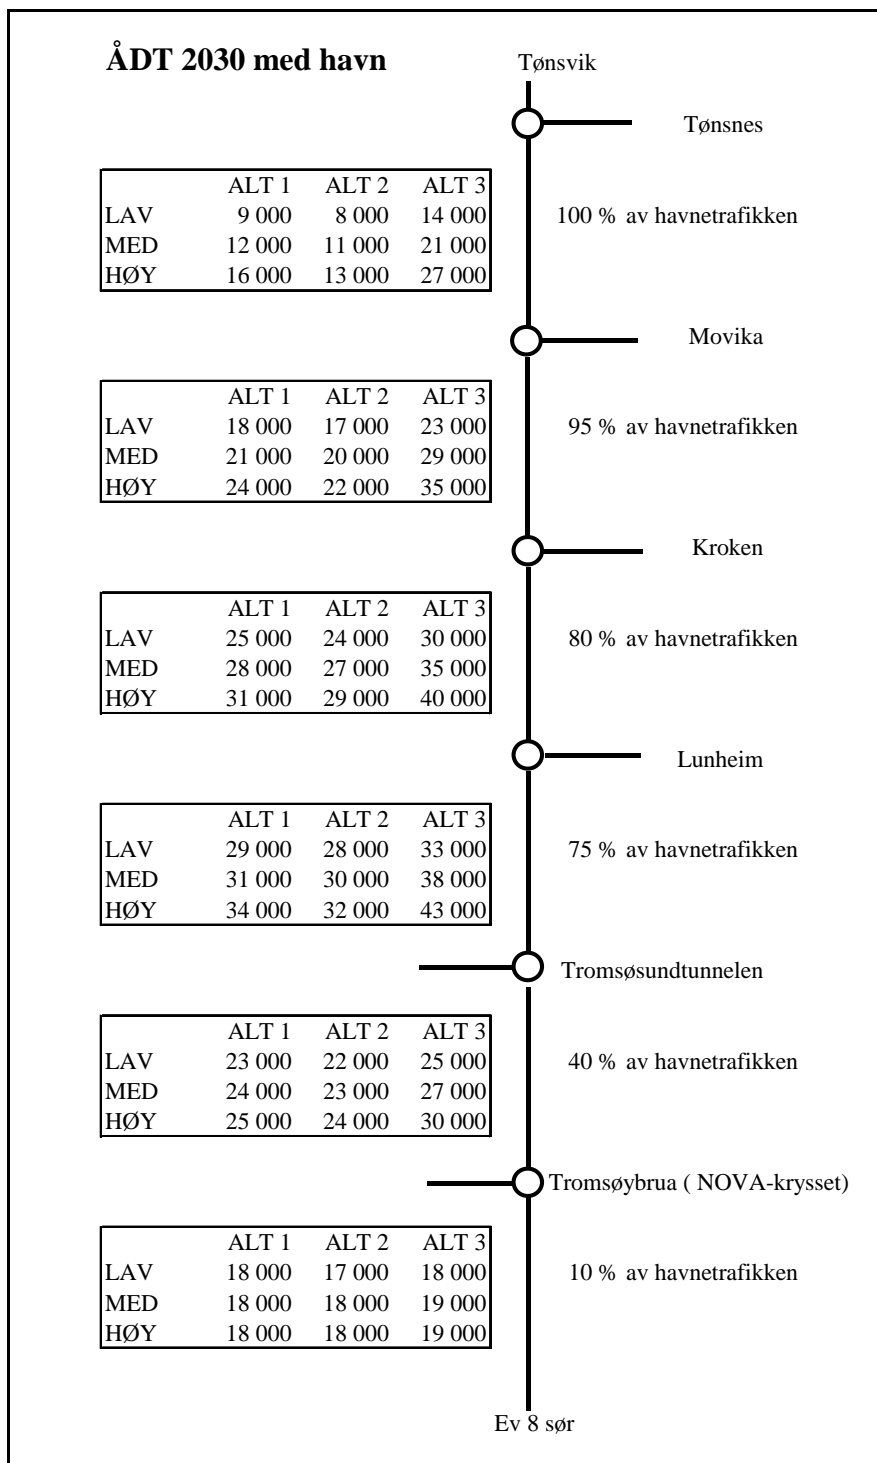 ÅDT 2030 med havn
Tønsvik
Tønsnes
ALT 1 ALT 2 ALT 3
LAV 9 000 8 000 14 000 100 % av havnetrafikken
MED 12 000 11 000 21 000
HØY 16 000 13 000 27 000
Movika
ALT 1 ALT 2 ALT 3
LAV 18 000 17 000 23 000 95 % av havnetrafikken
MED 21 000 20 000 29 000
HØY 24 000 22 000 35 000
Kroken
ALT 1 ALT 2 ALT 3
LAV 25 000 24 000 30 000 80 % av havnetrafikken
MED 28 000 27 000 35 000
HØY 31 000 29 000 40 000
Lunheim
ALT 1 ALT 2 ALT 3
LAV 29 000 28 000 33 000 75 % av havnetrafikken
MED 31 000 30 000 38 000
HØY 34 000 32 000 43 000
Tromsøsundtunnelen
ALT 1 ALT 2 ALT 3
LAV 23 000 22 000 25 000 40 % av havnetrafikken
MED 24 000 23 000 27 000
HØY 25 000 24 000 30 000
Tromsøybrua ( NOVA-krysset)
ALT 1 ALT 2 ALT 3
LAV 18 000 17 000 18 000 10 % av havnetrafikken
MED 18 000 18 000 19 000
HØY 18 000 18 000 19 000
Ev 8 sør